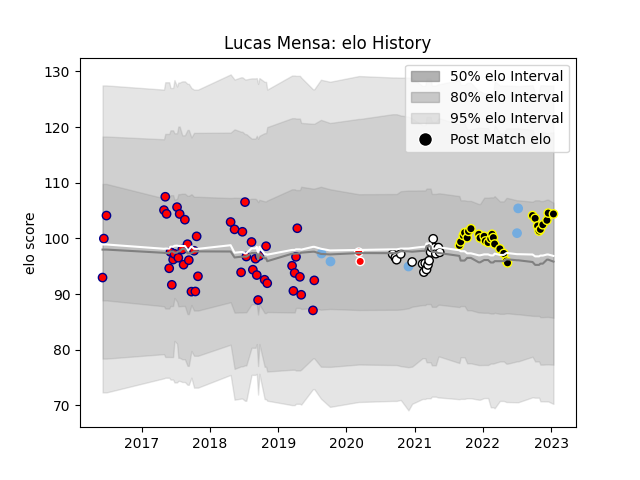 Lucas Mensa: elo History
50% elo Interval
80% elo Interval
95% elo Interval
Post Match elo
elo score
130
120
110
100
90
80
70
2017
2018
2019
2020
2021
2022
2023